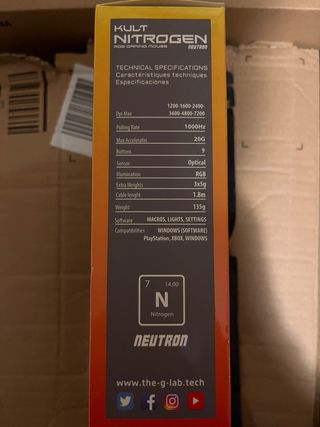 KULT
NITROGEN
RGB GAMING MOUSE NEUTRON
TECHNICAL SPECIFICATIONS
Caractéristiques techniques
Especificaciones
1200-1600-2400-
Dpi Max 3600-4800-7200
Polling Rate 1000Hz
Max Acceleratio 20G
Buttons 9
Sensor Optical
Illumination RGB
Extra Weights 3x5g
Cable lenght 1.8m
Weight 135g
Software MACROS, LIGHTS, SETTINGS
Compatibilities WINDOWS (SOFTWARE)
PlayStation, XBOX, WINDOWS
7 14,00
N
Nitrogen
NEUTRON
www.the-g-lab.tech